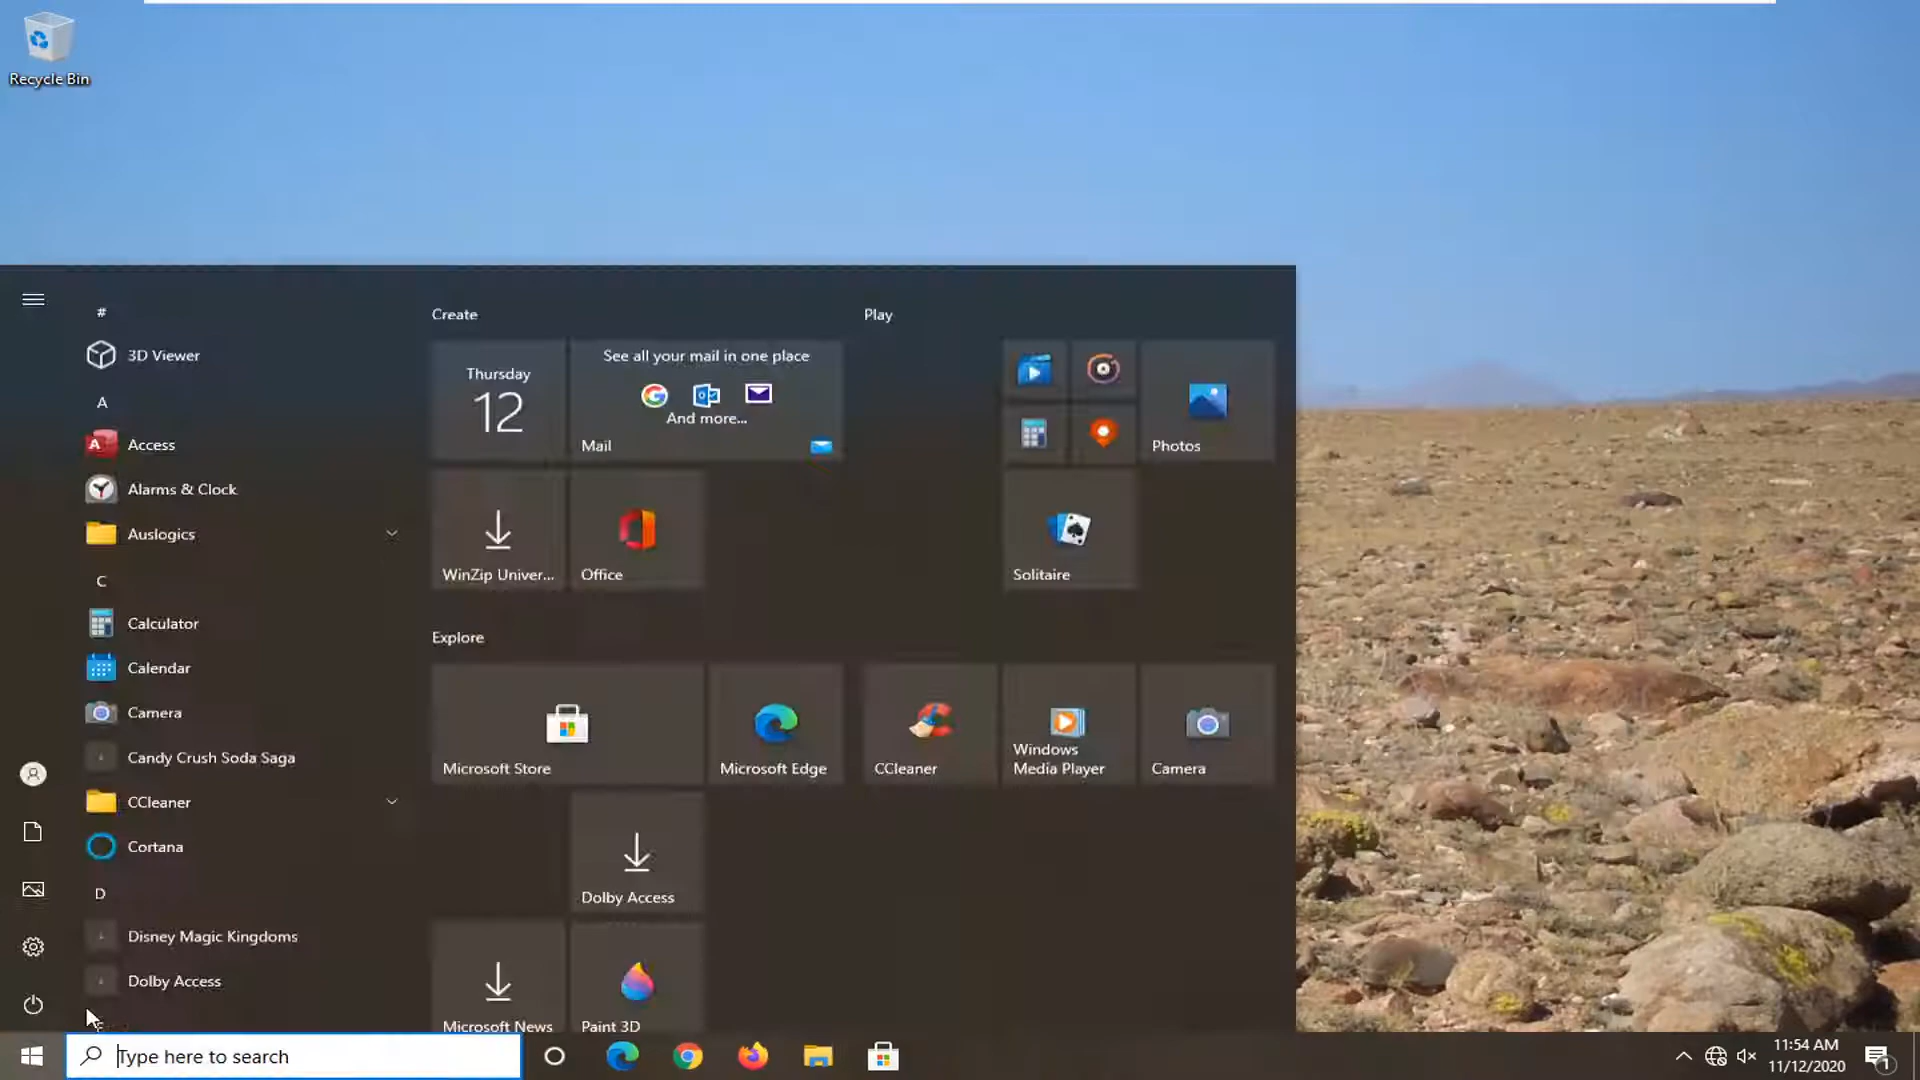 Recycle Bin
#
3D Viewer
A
Access
Alarms & Clock
Auslogics
C
Calculator
Calendar
Camera
Candy Crush Soda Saga
CCleaner
Cortana
D
Disney Magic Kingdoms
Dolby Access
Create
Thursday
12
See all your mail in one place
And more...
Mail
WinZip Univer...
Office
Explore
Microsoft Store
Microsoft Edge
Dolby Access
Microsoft News
Paint 3D
Play
Photos
Solitaire
CCleaner
Windows
Media Player
Camera
Type here to search
11:54 AM
11/12/2020
1